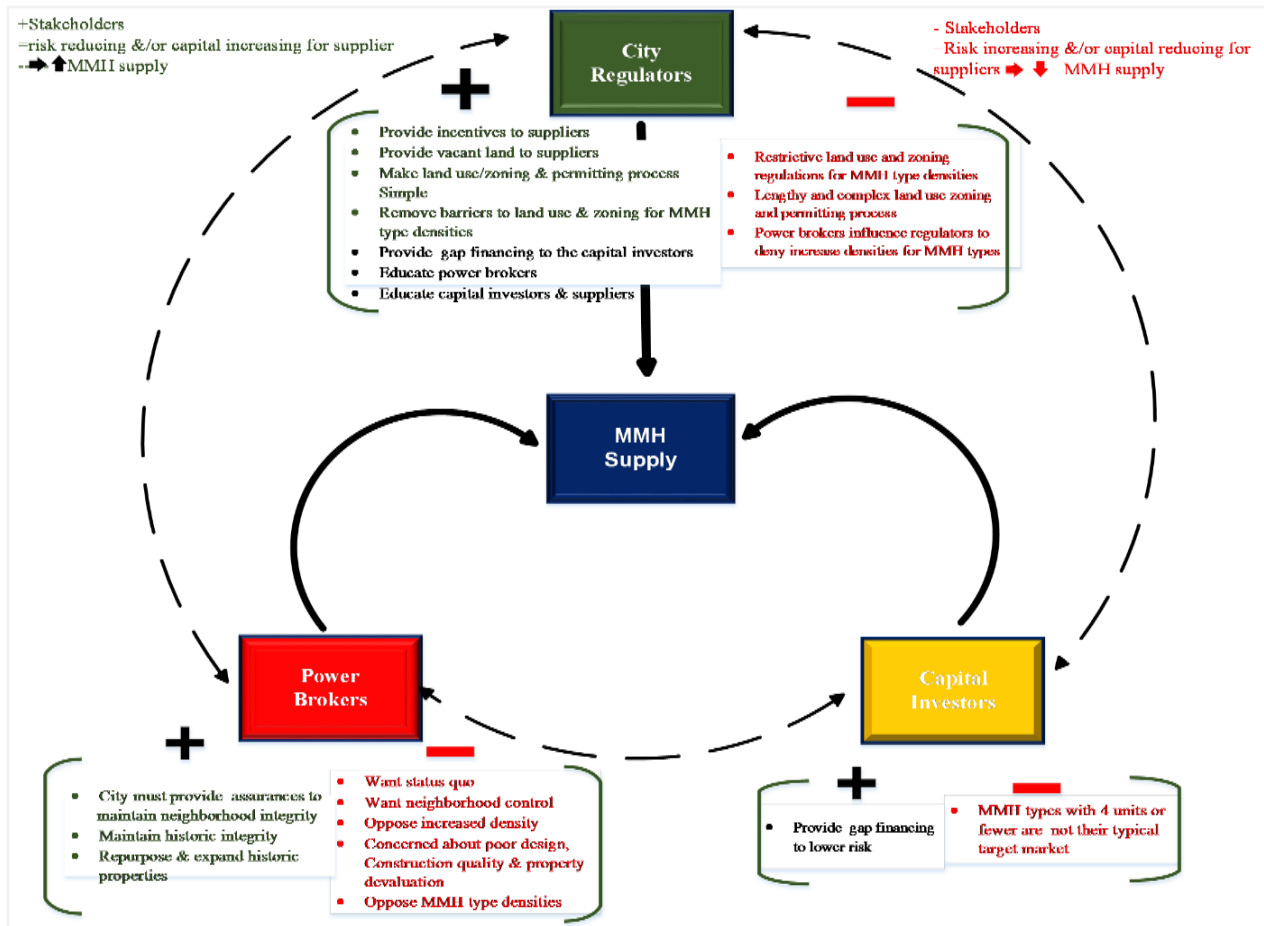 +Stakeholders
=risk reducing &/or capital increasing for supplier
MMH supply
- Stakeholders
=Risk increasing &/or capital reducing for
suppliers MMH supply
City
Regulators
+
−
• Provide incentives to suppliers
• Provide vacant land to suppliers
• Make land use/zoning & permitting process
Simple
• Remove barriers to land use & zoning for MMH
type densities
• Provide gap financing to the capital investors
• Educate power brokers
• Educate capital investors & suppliers
• Restrictive land use and zoning
regulations for MMH type densities
• Lengthy and complex land use zoning
and permitting process
• Power brokers influence regulators to
deny increase densities for MMH types
MMH
Supply
Power
Brokers
+
−
• City must provide assurances to
maintain neighborhood integrity
• Maintain historic integrity
• Repurpose & expand historic
properties
• Want status quo
• Want neighborhood control
• Oppose increased density
• Concerned about poor design,
Construction quality & property
devaluation
• Oppose MMH type densities
Capital
Investors
+
−
• Provide gap financing
to lower risk
• MMH types with 4 units or
fewer are not their typical
target market